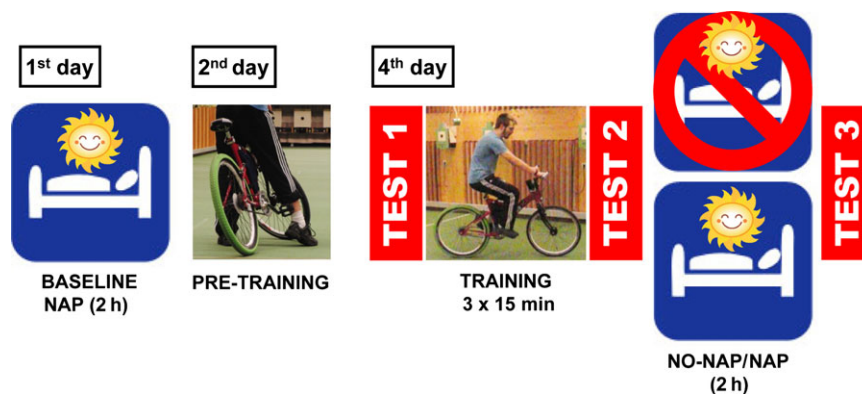 1st day
2nd day
4th day
TEST 1
TEST 2
TEST 3
BASELINE
NAP (2 h)
PRE-TRAINING
TRAINING
3 x 15 min
NO-NAP/NAP
(2 h)